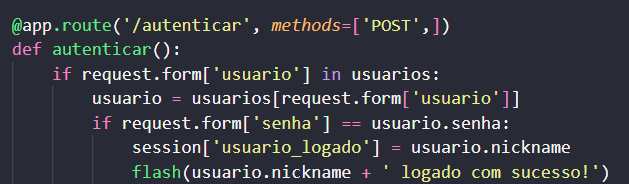 @app.route('/autenticar', methods=['POST',])
def autenticar():
    if request.form['usuario'] in usuarios:
        usuario = usuarios[request.form['usuario']]
        if request.form['senha'] == usuario.senha:
            session['usuario_logado'] = usuario.nickname
            flash(usuario.nickname + ' logado com sucesso!')